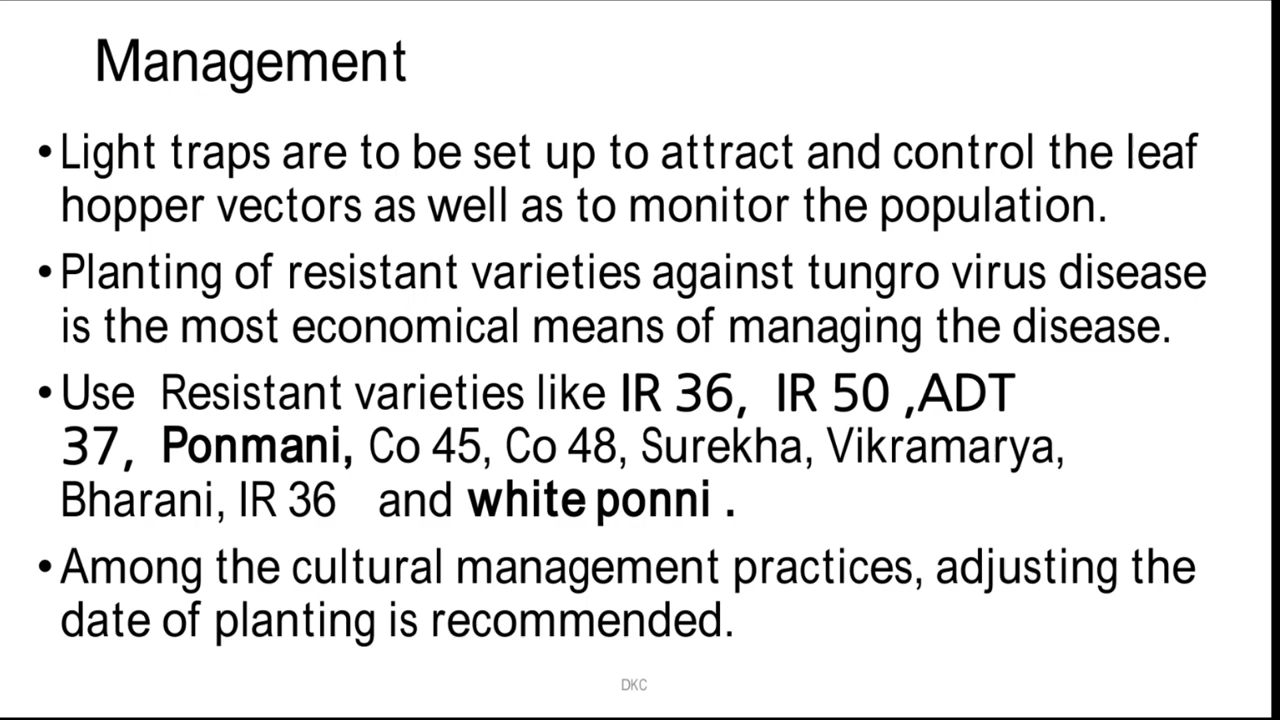 Management
•Light traps are to be set up to attract and control the leaf
hopper vectors as well as to monitor the population.
•Planting of resistant varieties against tungro virus disease
is the most economical means of managing the disease.
•Use Resistant varieties like IR 36, IR 50 ,ADT
37, Ponmani, Co 45, Co 48, Surekha, Vikramarya,
Bharani, IR 36 and white ponni .
•Among the cultural management practices, adjusting the
date of planting is recommended.
DKC